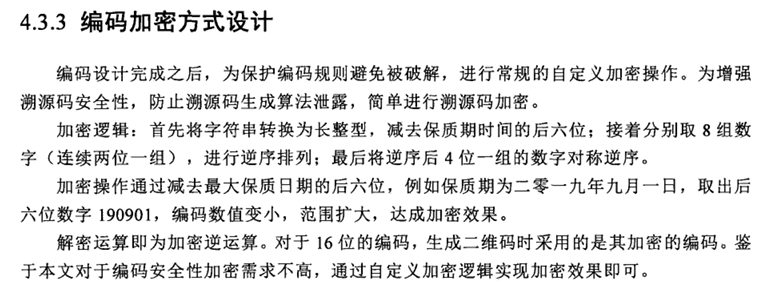 4.3.3 编码加密方式设计
编码设计完成之后，为保护编码规则避免被破解，进行常规的自定义加密操作。为增强
溯源码安全性，防止溯源码生成算法泄露，简单进行溯源码加密。
加密逻辑：首先将字符串转换为长整型，减去保质期时间的后六位；接着分别取 8 组数
字（连续两位一组），进行逆序排列；最后将逆序后 4 位一组的数字对称逆序。
加密操作通过减去最大保质日期的后六位，例如保质期为二零一九年九月一日，取出后
六位数字 190901，编码数值变小，范围扩大，达成加密效果。
解密运算即为加密逆运算。对于 16 位的编码，生成二维码时采用的是其加密的编码。鉴
于本文对于编码安全性加密需求不高，通过自定义加密逻辑实现加密效果即可。